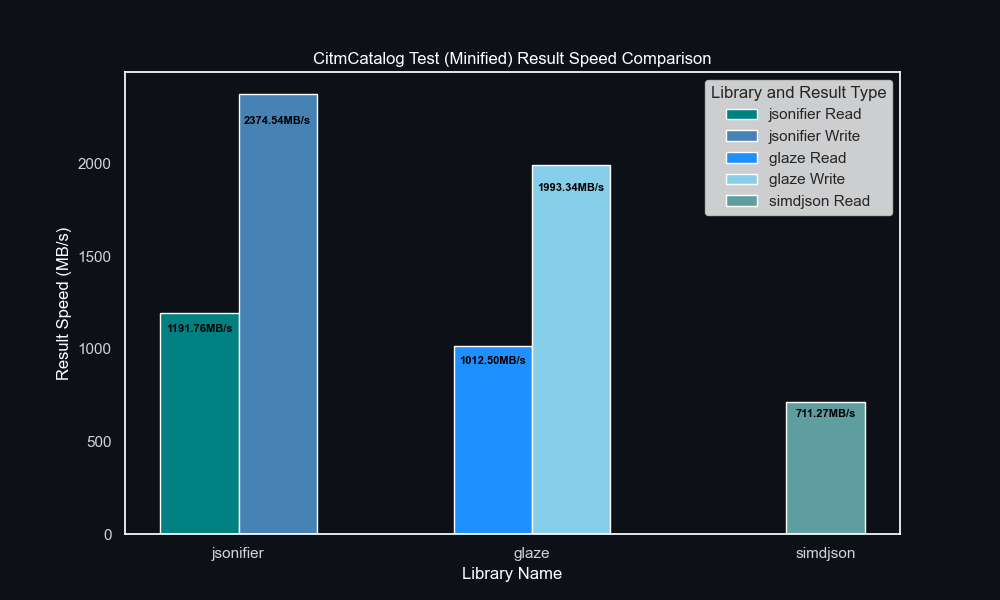 CitmCatalog Test (Minified) Result Speed Comparison
Library and Result Type
jsonifier Read
jsonifier Write
glaze Read
glaze Write
simdjson Read
Result Speed (MB/s)
2000
1500
1000
500
0
2374.54MB/s
1993.34MB/s
1191.76MB/s
1012.50MB/s
711.27MB/s
jsonifier
glaze
simdjson
Library Name